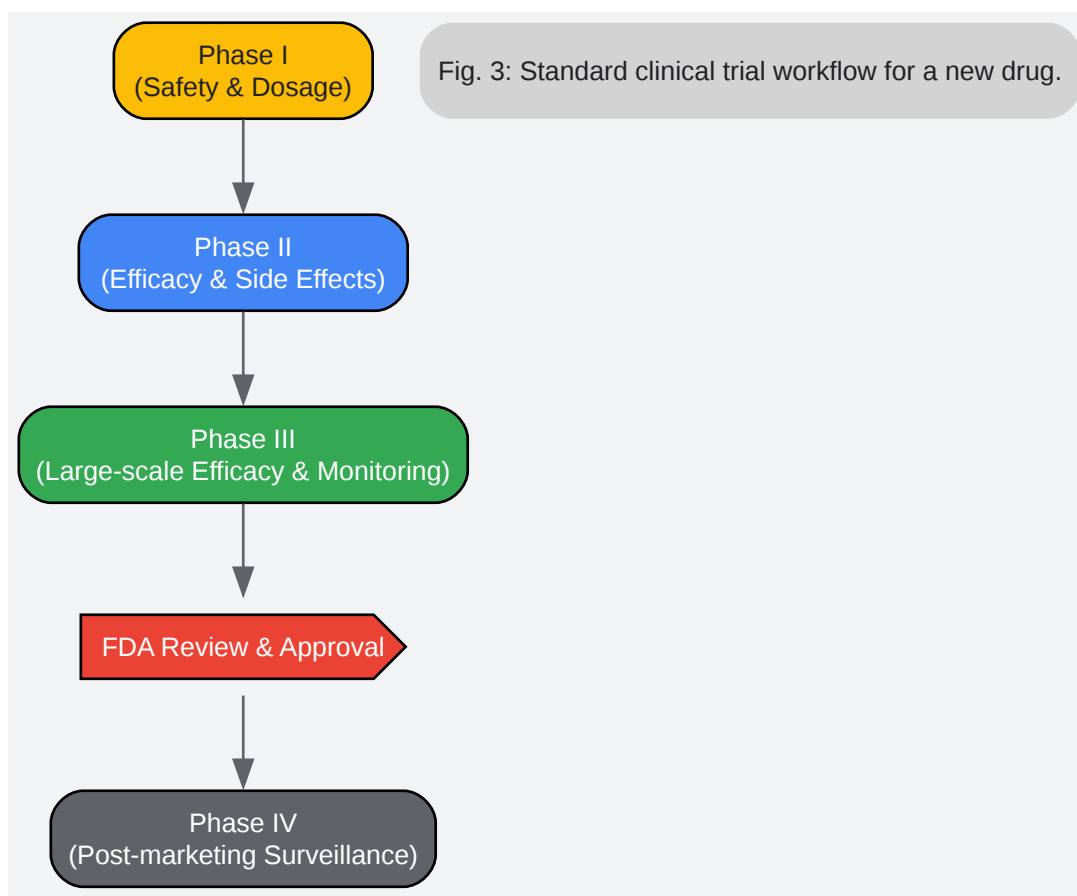 Phase I
(Safety & Dosage)
Fig. 3: Standard clinical trial workflow for a new drug.
Phase II
(Efficacy & Side Effects)
Phase III
(Large-scale Efficacy & Monitoring)
FDA Review & Approval
Phase IV
(Post-marketing Surveillance)